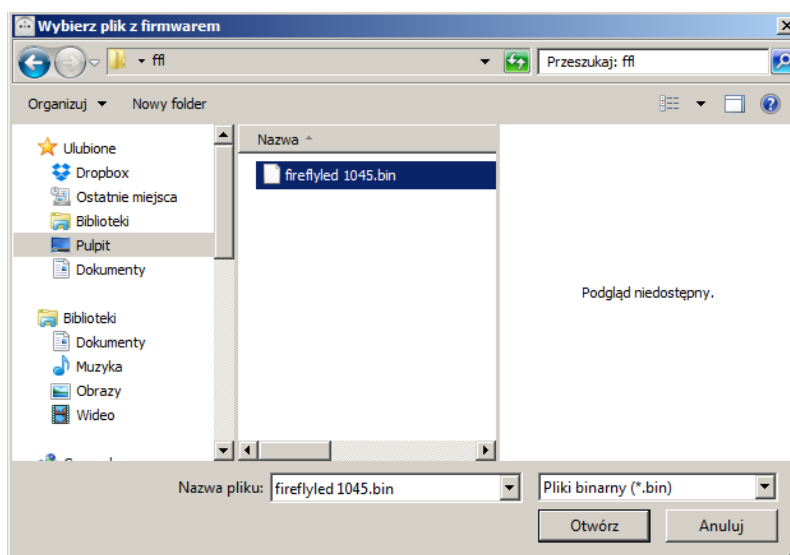 Wybierz plik z firmwarem
ffl
Przeszukaj: ffl
Organizuj
Nowy folder
Ulubione
Dropbox
Ostatnie miejsca
Biblioteki
Pulpit
Dokumenty
Biblioteki
Dokumenty
Muzyka
Obrazy
Wideo
Nazwa
fireflyled 1045.bin
Podgląd niedostępny.
Nazwa pliku:
fireflyled 1045.bin
Pliki binarny (*.bin)
Otwórz
Anuluj